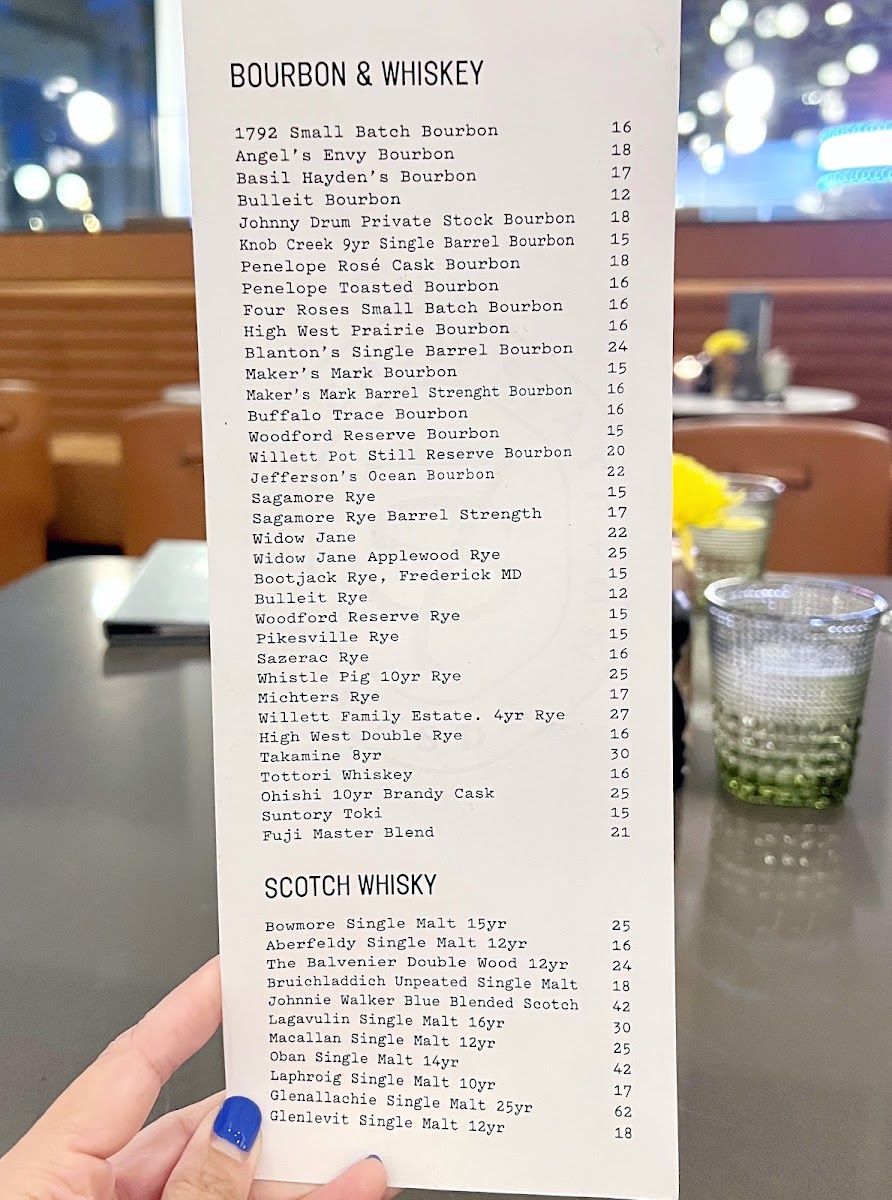 BOURBON & WHISKEY
1792 Small Batch Bourbon 16
Angel's Envy Bourbon 18
Basil Hayden's Bourbon 17
Bulleit Bourbon 12
Johnny Drum Private Stock Bourbon 18
Knob Creek 9yr Single Barrel Bourbon 15
Penelope Rosé Cask Bourbon 18
Penelope Toasted Bourbon 16
Four Roses Small Batch Bourbon 16
High West Prairie Bourbon 16
Blanton's Single Barrel Bourbon 24
Maker's Mark Bourbon 15
Maker's Mark Barrel Strenght Bourbon 16
Buffalo Trace Bourbon 16
Woodford Reserve Bourbon 15
Willett Pot Still Reserve Bourbon 20
Jefferson's Ocean Bourbon 22
Sagamore Rye 15
Sagamore Rye Barrel Strength 17
Widow Jane 22
Widow Jane Applewood Rye 25
Bootjack Rye, Frederick MD 15
Bulleit Rye 12
Woodford Reserve Rye 15
Pikesville Rye 15
Sazerac Rye 16
Whistle Pig 10yr Rye 25
Michters Rye 17
Willett Family Estate. 4yr Rye 27
High West Double Rye 16
Takamine 8yr 30
Tottori Whiskey 16
Ohishi 10yr Brandy Cask 25
Suntory Toki 15
Fuji Master Blend 21
SCOTCH WHISKY
Bowmore Single Malt 15yr 25
Aberfeldy Single Malt 12yr 16
The Balvenier Double Wood 12yr 24
Bruichladdich Unpeated Single Malt 18
Johnnie Walker Blue Blended Scotch 42
Lagavulin Single Malt 16yr 30
Macallan Single Malt 12yr 25
Oban Single Malt 14yr 42
Laphroig Single Malt 10yr 17
Glenallachie Single Malt 25yr 62
Glenlevit Single Malt 12yr 18